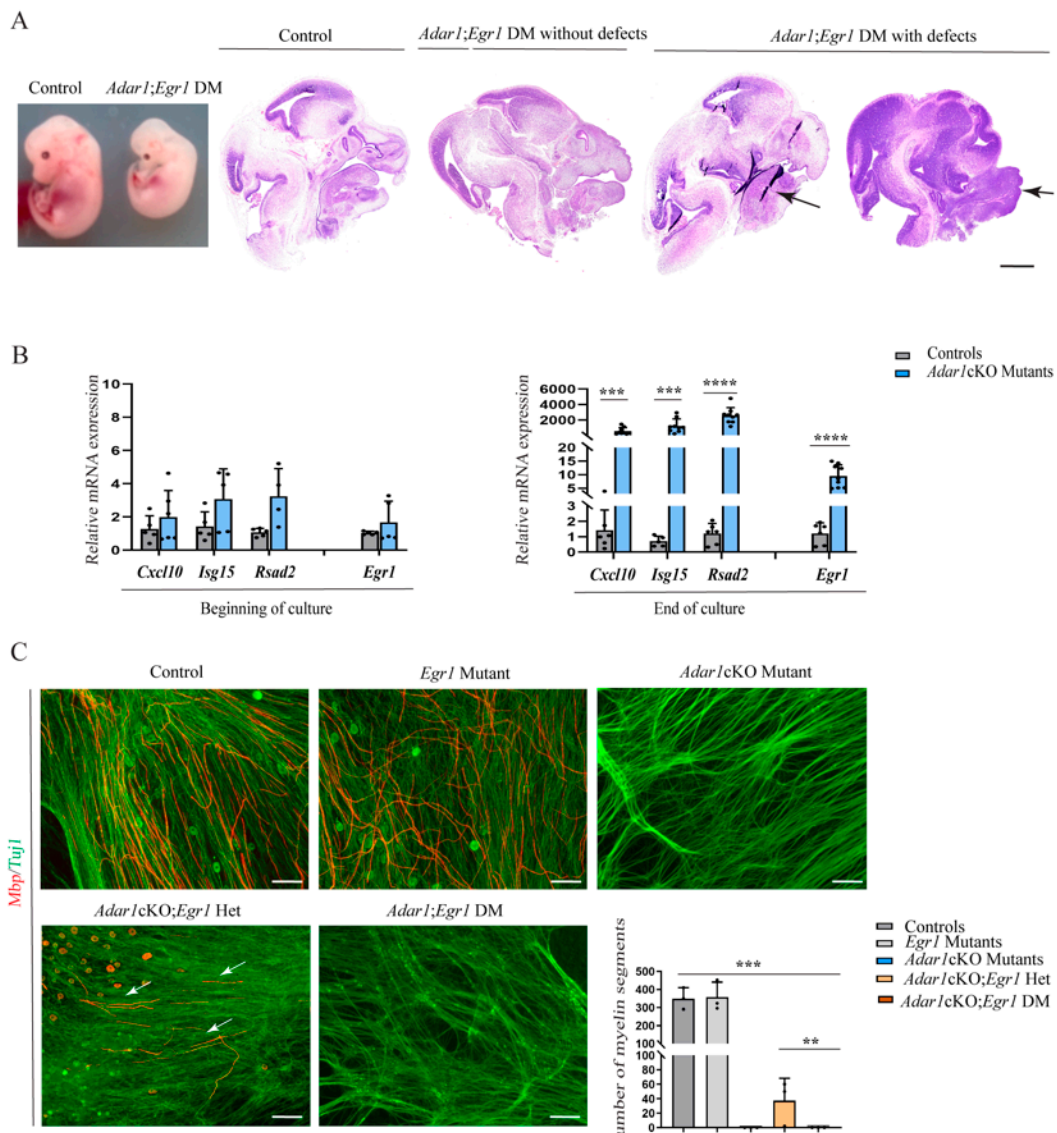 A
Control
Adar1;Egr1 DM without defects
Adar1;Egr1 DM with defects
Control
Adar1;Egr1 DM
B
Controls
Adar1cKO Mutants
Relative mRNA expression
10
8
6
4
2
0
Cxcl10 Isg15 Rsad2 Egr1
Beginning of culture
Relative mRNA expression
6000
4000
2000
20
15
10
5
2
1
0
*** *** **** ****
Cxcl10 Isg15 Rsad2 Egr1
End of culture
C
Control
Egr1 Mutant
Adar1cKO Mutant
Mbp/Tuj1
Adar1cKO;Egr1 Het
Adar1;Egr1 DM
Controls
Egr1 Mutants
Adar1cKO Mutants
Adar1cKO;Egr1 Het
Adar1cKO;Egr1 DM
umber of myelin segments
500
400
300
200
100
80
60
40
20
0
***
**